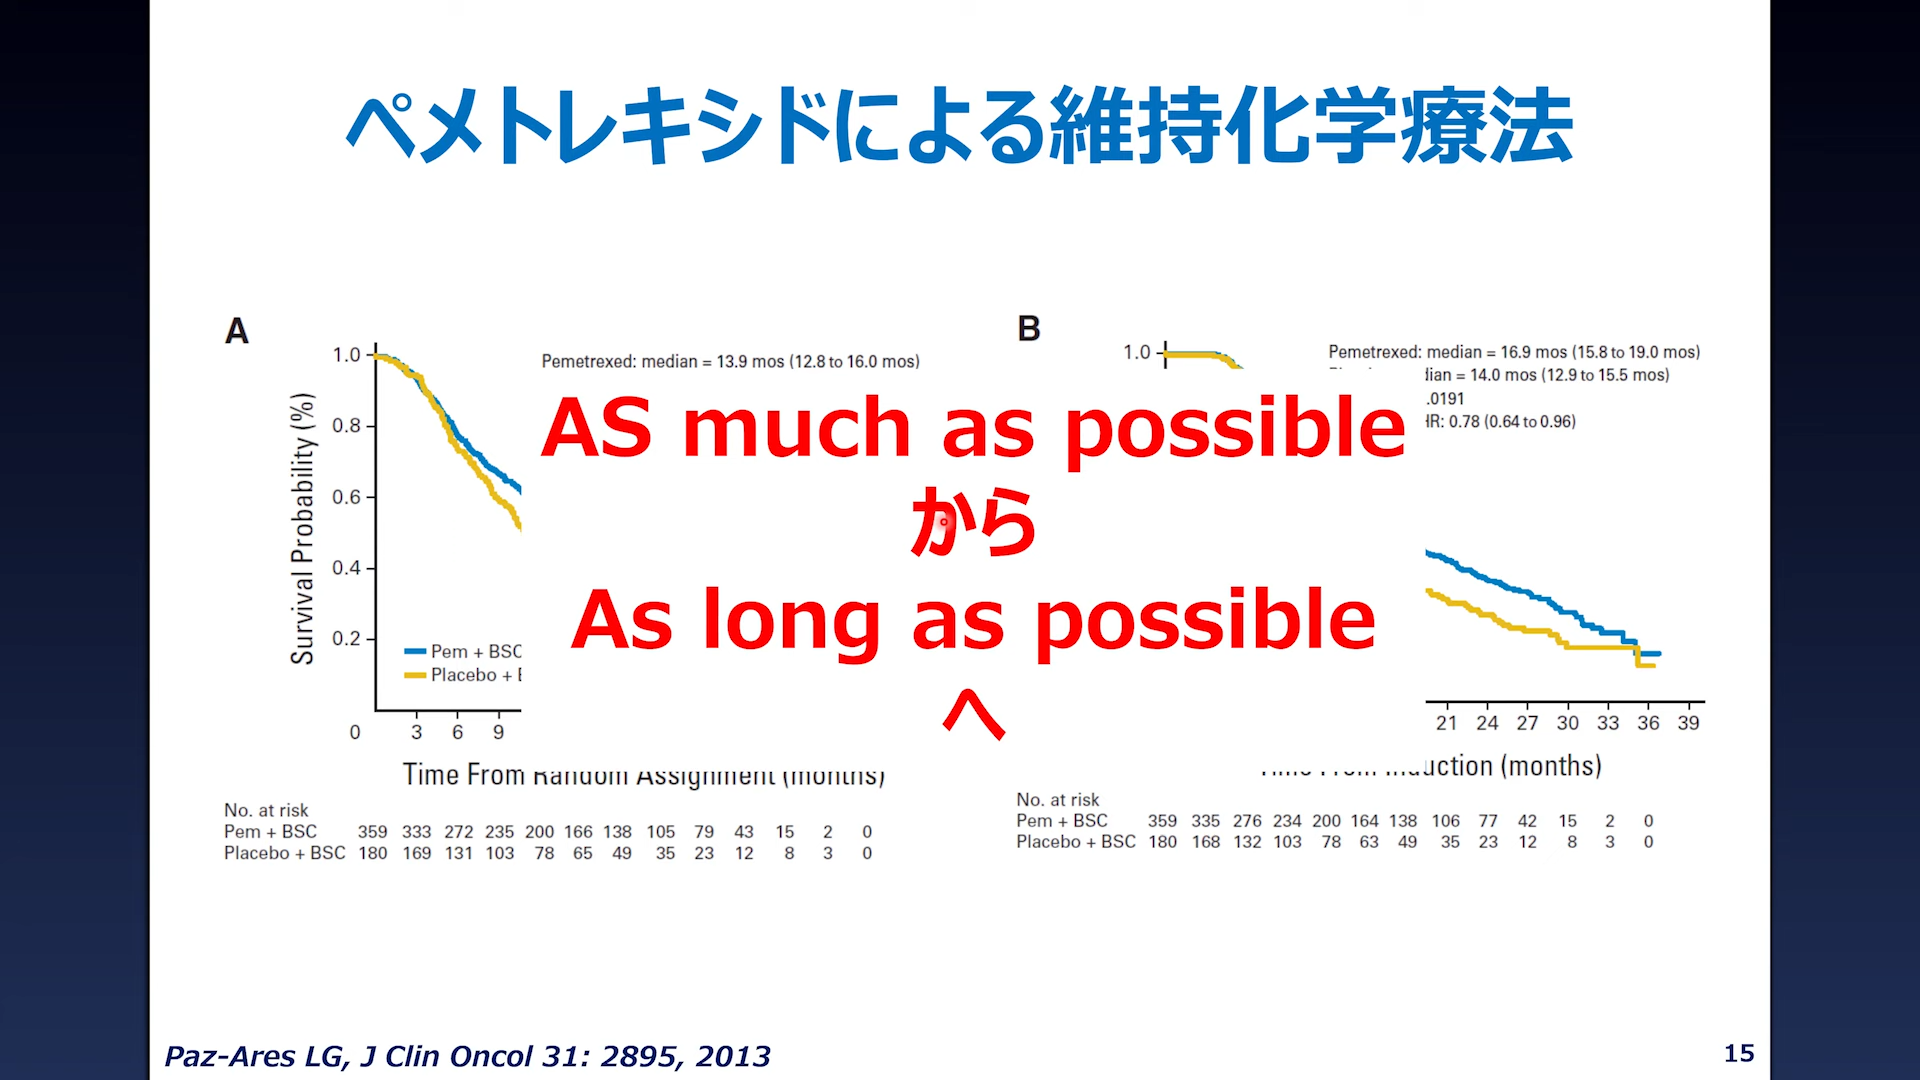 ペメトレキシドによる維持化学療法
A
Pemetrexed: median = 13.9 mos (12.8 to 16.0 mos)
Survival Probability (%)
1.0
0.8
0.6
0.4
0.2
Pem + BSC
Placebo +
0 3 6 9
Time From Random Assignment (months)
No. at risk
Pem + BSC 359 333 272 235 200 166 138 105 79 43 15 2 0
Placebo + BSC 180 169 131 103 78 65 49 35 23 12 8 3 0
B
1.0
Pemetrexed: median = 16.9 mos (15.8 to 19.0 mos)
dian = 14.0 mos (12.9 to 15.5 mos)
.0191
HR: 0.78 (0.64 to 0.96)
21 24 27 30 33 36 39
Time From Induction (months)
No. at risk
Pem + BSC 359 335 276 234 200 164 138 106 77 42 15 2 0
Placebo + BSC 180 168 132 103 78 63 49 35 23 12 8 3 0
AS much as possible
から
As long as possible
へ
Paz-Ares LG, J Clin Oncol 31: 2895, 2013
15